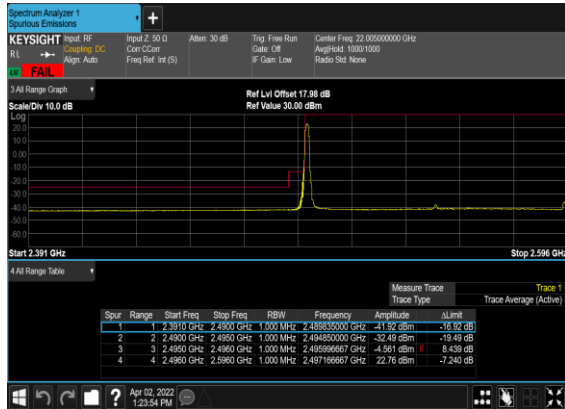 Spectrum Analyzer 1
Spurious Emissions
+
KEYSIGHT Input: RF Input Z: 50 Ω Atten: 30 dB Trig: Free Run Center Freq: 22.005000000 GHz
RL Coupling: DC Corr CCorr Gate: Off Avg|Hold: 1000/1000
Align: Auto Freq Ref: Int (S) IF Gain: Low Radio Std: None
FAIL
3 All Range Graph Ref Lvl Offset 17.98 dB
Scale/Div 10.0 dB Ref Value 30.00 dBm
Log
20.0
10.0
0.00
-10.0
-20.0
-30.0
-40.0
-50.0
-60.0
Start 2.391 GHz Stop 2.596 GHz
4 All Range Table
Measure Trace Trace 1
Trace Type Trace Average (Active)
Spur Range Start Freq Stop Freq RBW Frequency Amplitude ΔLimit
1 1 2.3910 GHz 2.4900 GHz 1.000 MHz 2.489835000 GHz -41.92 dBm -16.92 dB
2 2 2.4900 GHz 2.4950 GHz 1.000 MHz 2.494850000 GHz -32.49 dBm -19.49 dB
3 3 2.4950 GHz 2.4960 GHz 1.000 MHz 2.495996667 GHz -4.561 dBm F 8.439 dB
4 4 2.4960 GHz 2.5960 GHz 1.000 MHz 2.497166667 GHz 22.76 dBm -7.240 dB
? Apr 02, 2022
1:23:54 PM